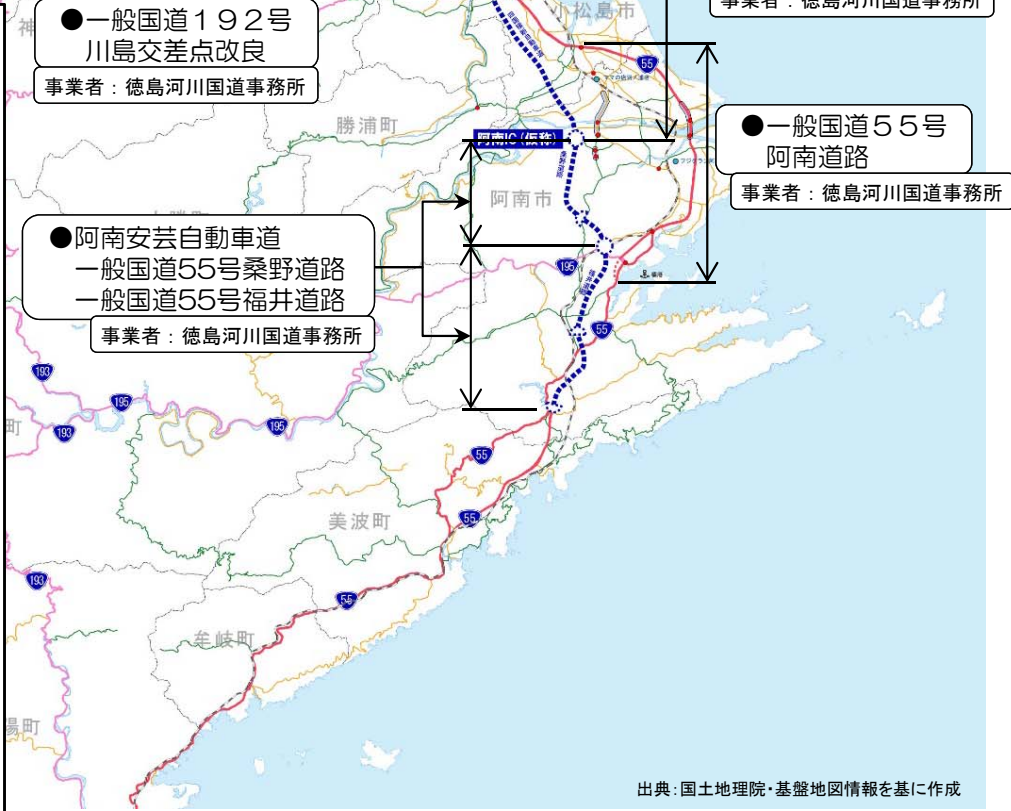 ●一般国道１９２号
川島交差点改良
事業者：徳島河川国道事務所
事業者：徳島河川国道事務所
小松島市
神
55
勝浦町
阿南IC(仮称)
●一般国道５５号
阿南道路
事業者：徳島河川国道事務所
阿南市
●阿南安芸自動車道
一般国道55号桑野道路
一般国道55号福井道路
事業者：徳島河川国道事務所
195
橘港
55
193
195
町
193
195
55
美波町
55
193
55
牟岐町
湯町
出典：国土地理院・基盤地図情報を基に作成